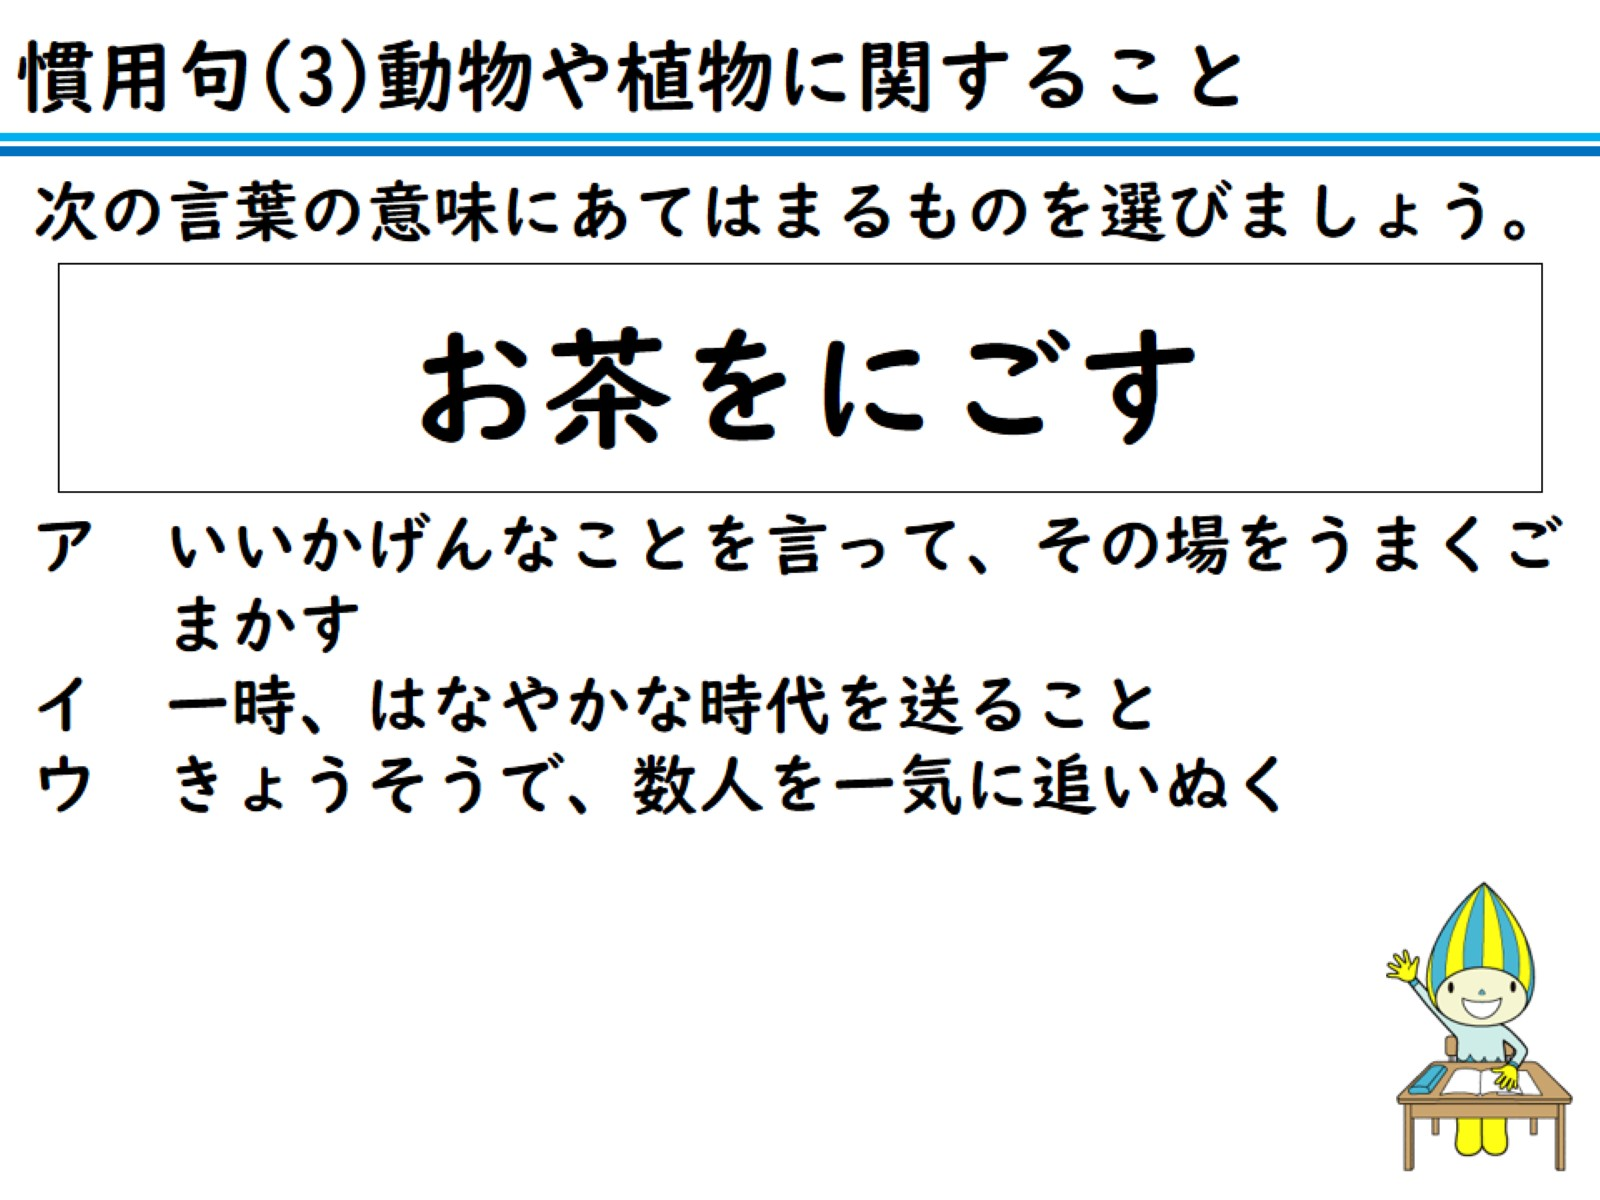 慣用句(3)動物や植物に関すること
次の言葉の意味にあてはまるものを選びましょう。
お茶をにごす
ア　いいかげんなことを言って、その場をうまくご
まかす
イ　一時、はなやかな時代を送ること
ウ　きょうそうで、数人を一気に追いぬく